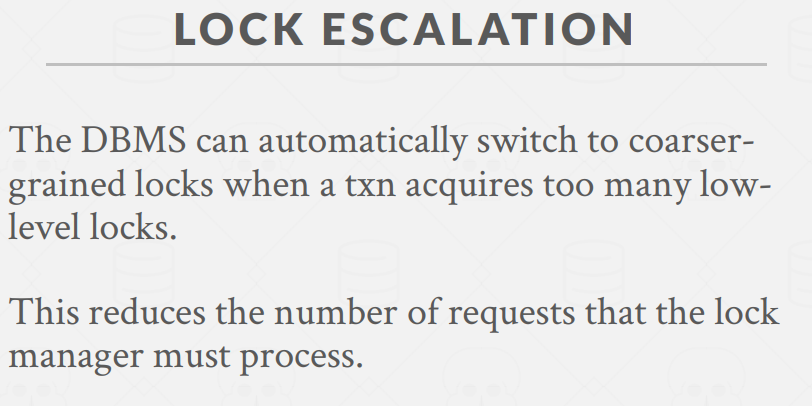 LOCK ESCALATION
The DBMS can automatically switch to coarser-
grained locks when a txn acquires too many low-
level locks.
This reduces the number of requests that the lock
manager must process.